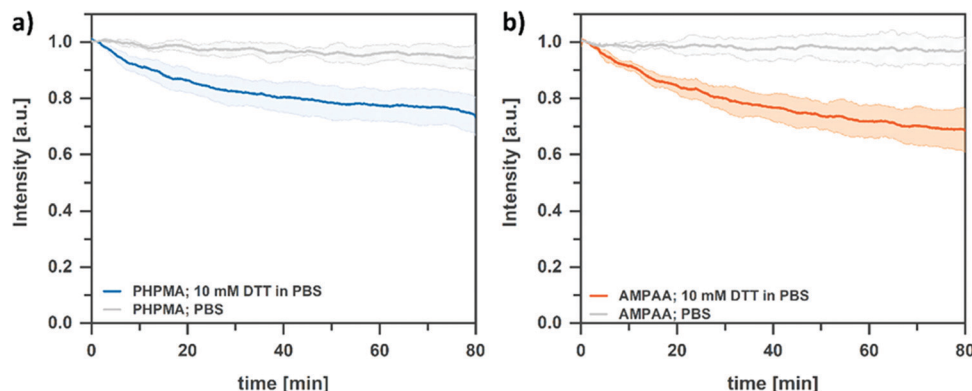 a)
1.0
0.8
0.6
0.4
0.2
0.0
Intensity [a.u.]
PHPMA; 10 mM DTT in PBS
PHPMA; PBS
0 20 40 60 80
time [min]
b)
1.0
0.8
0.6
0.4
0.2
0.0
Intensity [a.u.]
AMPAA; 10 mM DTT in PBS
AMPAA; PBS
0 20 40 60 80
time [min]